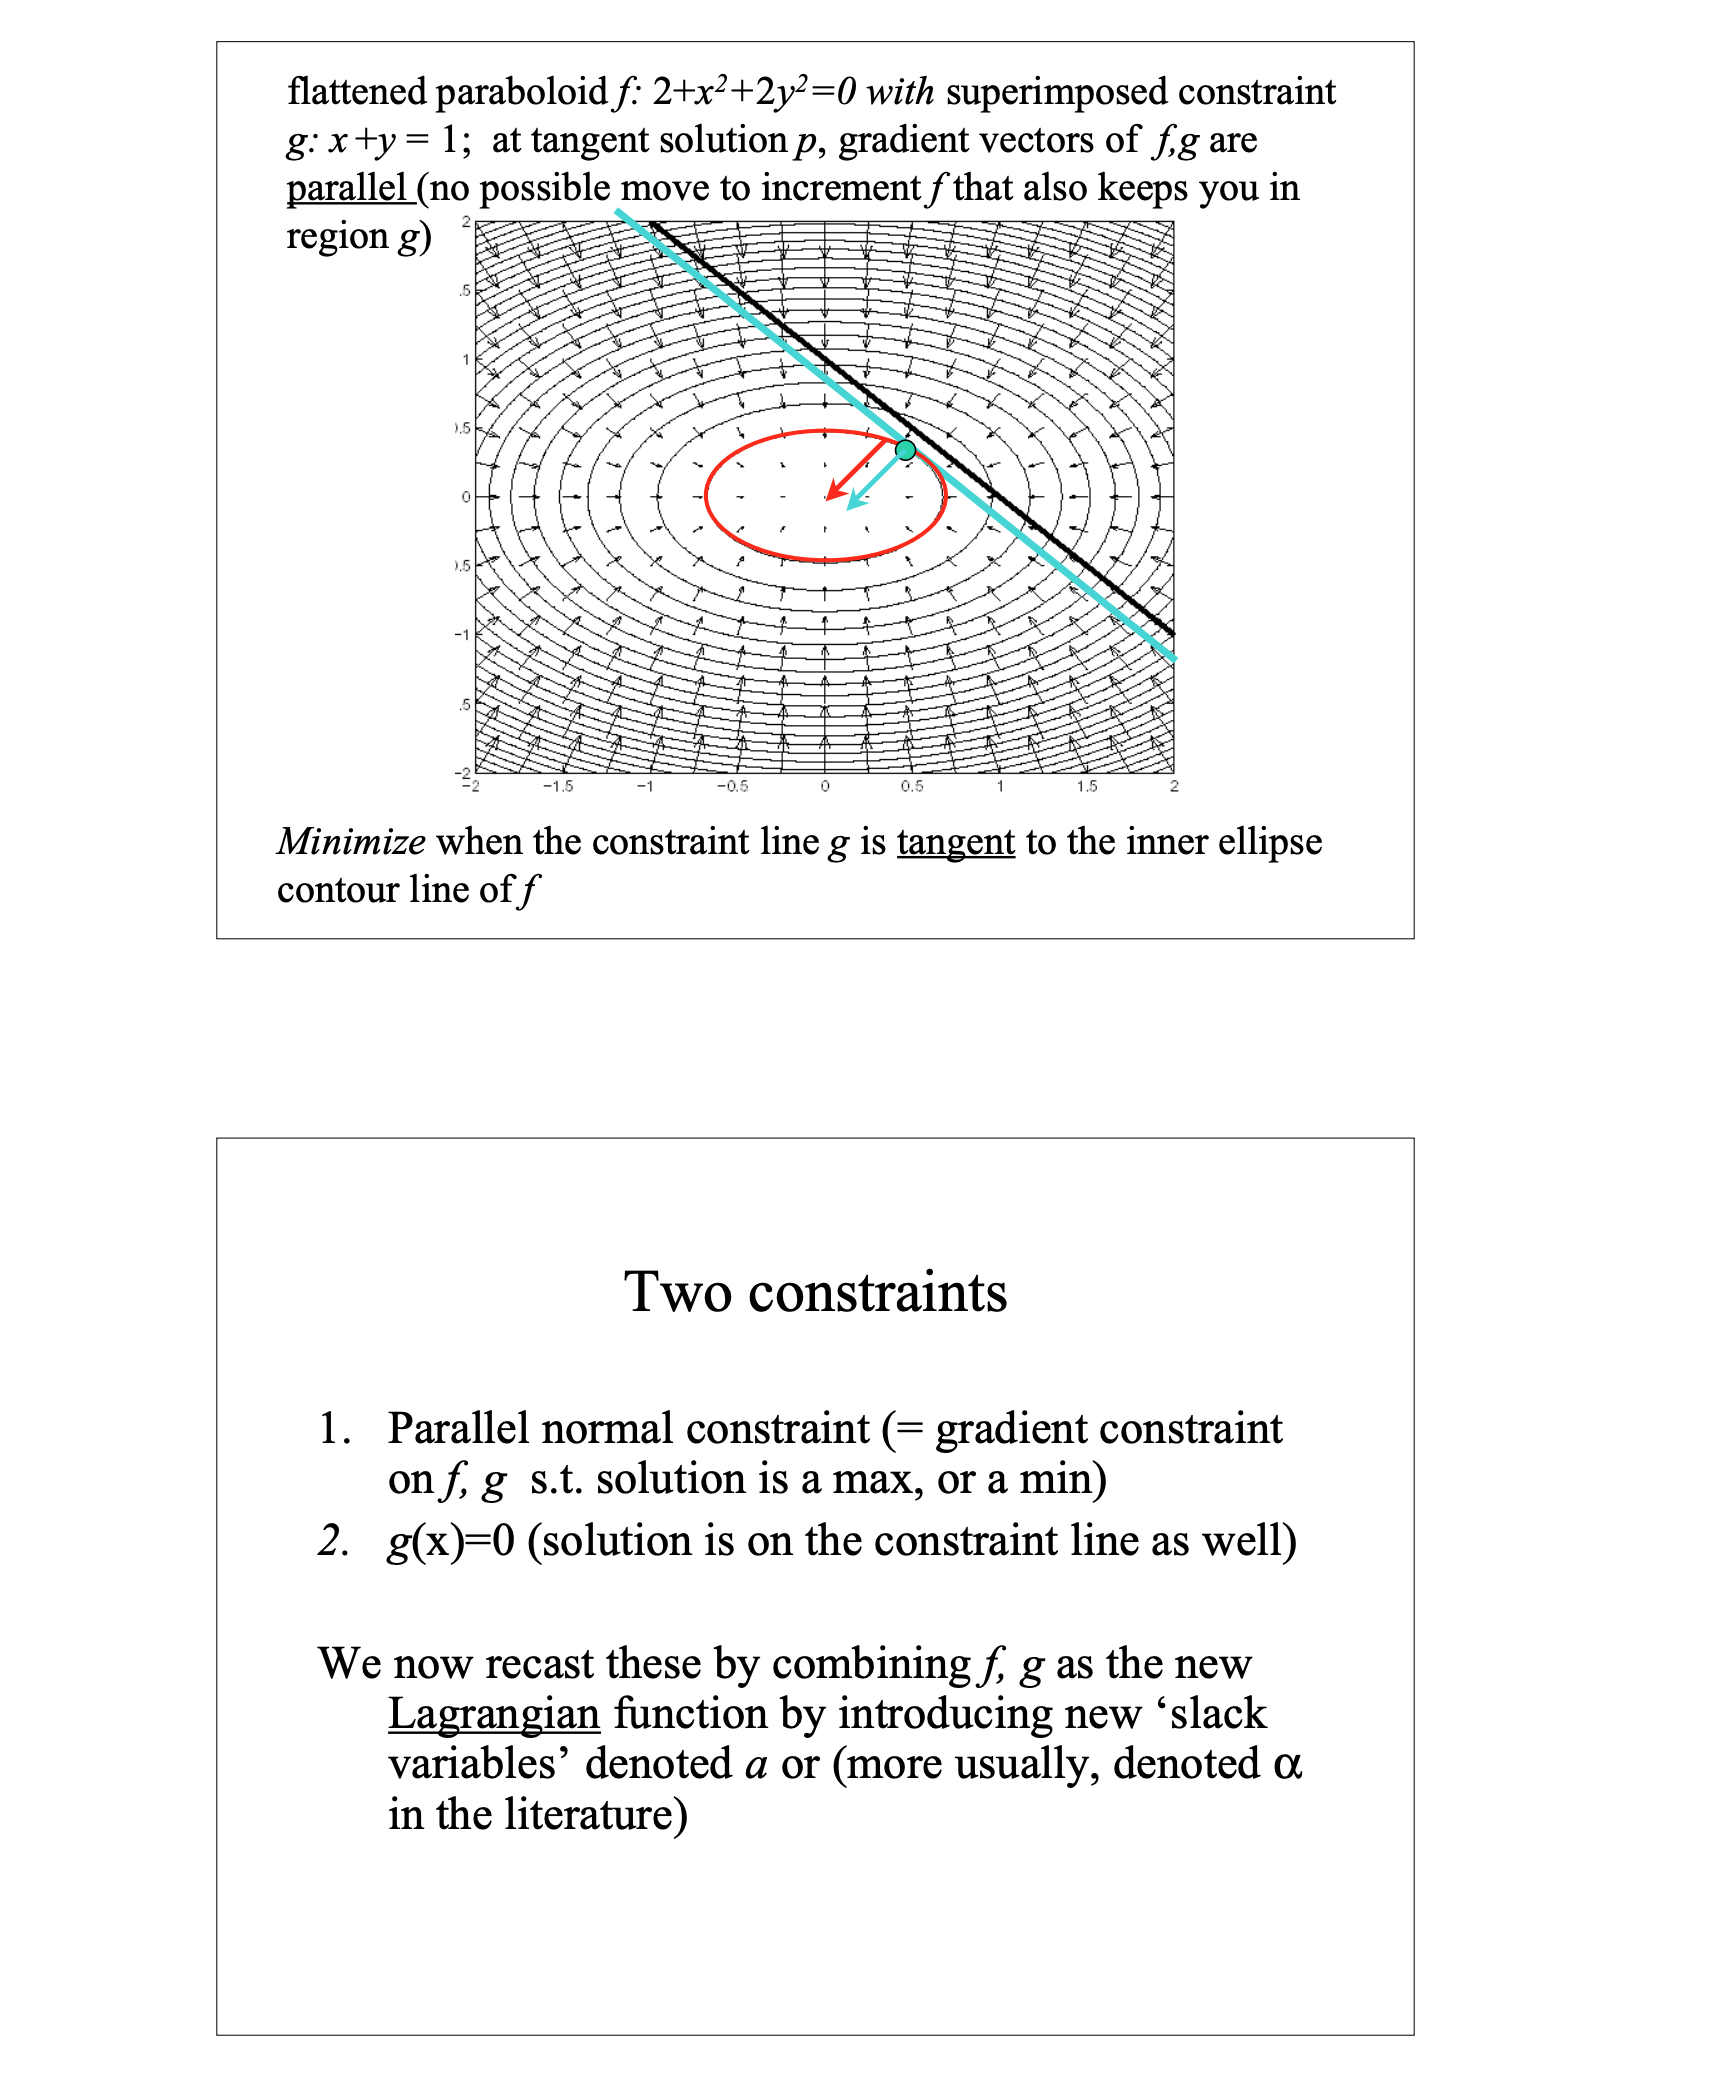 flattened paraboloid f: 2+x²+2y²=0 with superimposed constraint
g: x +y = 1; at tangent solution p, gradient vectors of f,g are
parallel (no possible move to increment f that also keeps you in
region g)
2
.5
1
).5
0
).5
−1
.5
−2
−2 −1.5 −1 −0.5 0 0.5 1 1.5 2
Minimize when the constraint line g is tangent to the inner ellipse
contour line of f
Two constraints
1. Parallel normal constraint (= gradient constraint
on f, g s.t. solution is a max, or a min)
2. g(x)=0 (solution is on the constraint line as well)
We now recast these by combining f, g as the new
Lagrangian function by introducing new ‘slack
variables’ denoted a or (more usually, denoted α
in the literature)